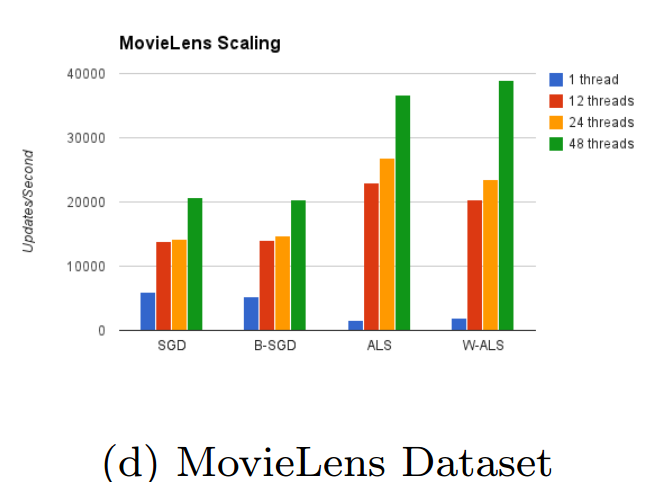 MovieLens Scaling
40000
30000
20000
10000
0
Updates/Second
SGD
B-SGD
ALS
W-ALS
1 thread
12 threads
24 threads
48 threads
(d) MovieLens Dataset